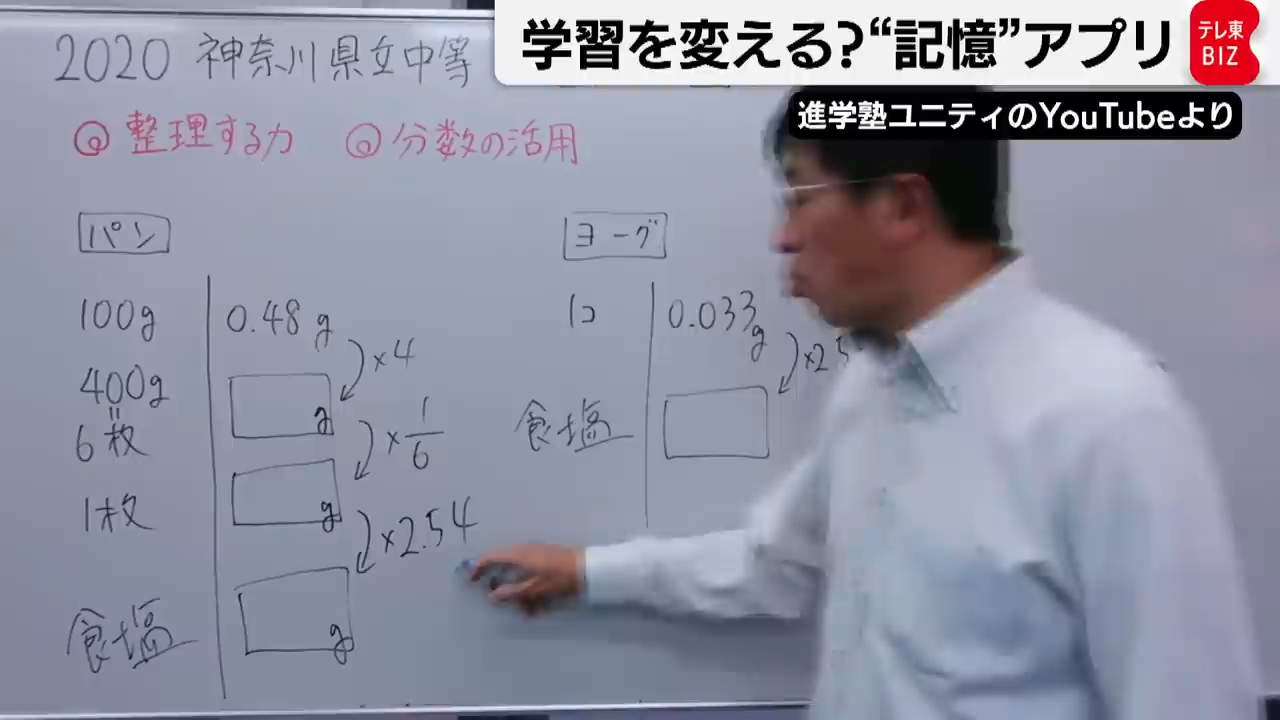 学習を変える?“記憶”アプリ
テレ東
BIZ
進学塾ユニティのYouTubeより
2020 神奈川県立中等
◎ 整理する力 ◎ 分数の活用
パン
100g 0.48 g
×4
400g g
=
6枚
×1/6
1枚 g
×2.54
食塩 g
ヨーグ
1コ 0.033g
食塩